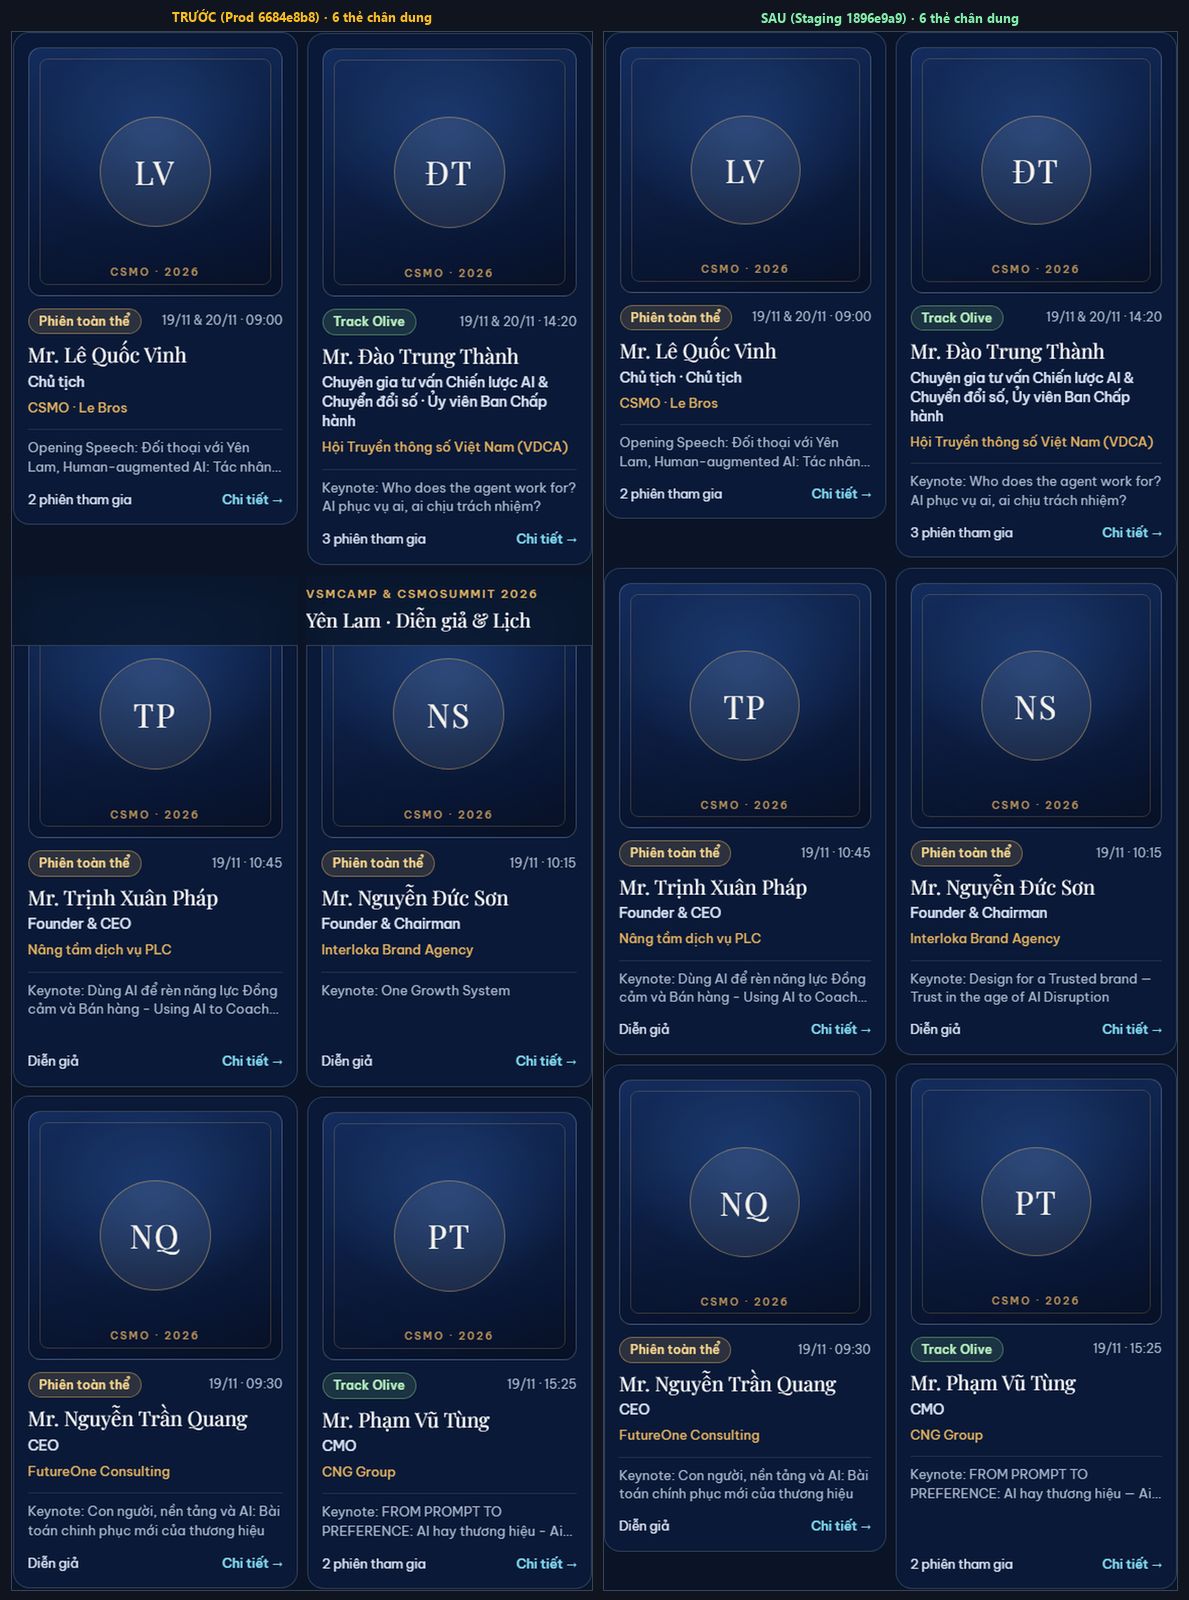 TRƯỚC (Prod 6684e8b8) · 6 thẻ chân dung
LV
CSMO · 2026
Phiên toàn thể
19/11 & 20/11 · 09:00
Mr. Lê Quốc Vinh
Chủ tịch
CSMO · Le Bros
Opening Speech: Đối thoại với Yên
Lam, Human-augmented AI: Tác nhân...
2 phiên tham gia
Chi tiết →
ĐT
CSMO · 2026
Track Olive
19/11 & 20/11 · 14:20
Mr. Đào Trung Thành
Chuyên gia tư vấn Chiến lược AI &
Chuyển đổi số · Ủy viên Ban Chấp
hành
Hội Truyền thông số Việt Nam (VDCA)
Keynote: Who does the agent work for?
AI phục vụ ai, ai chịu trách nhiệm?
3 phiên tham gia
Chi tiết →
VSMCAMP & CSMOSUMMIT 2026
Yên Lam · Diễn giả & Lịch
TP
CSMO · 2026
Phiên toàn thể
19/11 · 10:45
Mr. Trịnh Xuân Pháp
Founder & CEO
Nâng tầm dịch vụ PLC
Keynote: Dùng AI để rèn năng lực Đồng
cảm và Bán hàng - Using AI to Coach...
Diễn giả
Chi tiết →
NS
CSMO · 2026
Phiên toàn thể
19/11 · 10:15
Mr. Nguyễn Đức Sơn
Founder & Chairman
Interloka Brand Agency
Keynote: One Growth System
Diễn giả
Chi tiết →
NQ
CSMO · 2026
Phiên toàn thể
19/11 · 09:30
Mr. Nguyễn Trần Quang
CEO
FutureOne Consulting
Keynote: Con người, nền tảng và AI: Bài
toán chinh phục mới của thương hiệu
Diễn giả
Chi tiết →
PT
CSMO · 2026
Track Olive
19/11 · 15:25
Mr. Phạm Vũ Tùng
CMO
CNG Group
Keynote: FROM PROMPT TO
PREFERENCE: AI hay thương hiệu - Ai...
2 phiên tham gia
Chi tiết →
SAU (Staging 1896e9a9) · 6 thẻ chân dung
LV
CSMO · 2026
Phiên toàn thể
19/11 & 20/11 · 09:00
Mr. Lê Quốc Vinh
Chủ tịch · Chủ tịch
CSMO · Le Bros
Opening Speech: Đối thoại với Yên
Lam, Human-augmented AI: Tác nhân...
2 phiên tham gia
Chi tiết →
ĐT
CSMO · 2026
Track Olive
19/11 & 20/11 · 14:20
Mr. Đào Trung Thành
Chuyên gia tư vấn Chiến lược AI &
Chuyển đổi số, Ủy viên Ban Chấp
hành
Hội Truyền thông số Việt Nam (VDCA)
Keynote: Who does the agent work for?
AI phục vụ ai, ai chịu trách nhiệm?
3 phiên tham gia
Chi tiết →
TP
CSMO · 2026
Phiên toàn thể
19/11 · 10:45
Mr. Trịnh Xuân Pháp
Founder & CEO
Nâng tầm dịch vụ PLC
Keynote: Dùng AI để rèn năng lực Đồng
cảm và Bán hàng - Using AI to Coach...
Diễn giả
Chi tiết →
NS
CSMO · 2026
Phiên toàn thể
19/11 · 10:15
Mr. Nguyễn Đức Sơn
Founder & Chairman
Interloka Brand Agency
Keynote: Design for a Trusted brand —
Trust in the age of AI Disruption
Diễn giả
Chi tiết →
NQ
CSMO · 2026
Phiên toàn thể
19/11 · 09:30
Mr. Nguyễn Trần Quang
CEO
FutureOne Consulting
Keynote: Con người, nền tảng và AI: Bài
toán chinh phục mới của thương hiệu
Diễn giả
Chi tiết →
PT
CSMO · 2026
Track Olive
19/11 · 15:25
Mr. Phạm Vũ Tùng
CMO
CNG Group
Keynote: FROM PROMPT TO
PREFERENCE: AI hay thương hiệu — Ai...
2 phiên tham gia
Chi tiết →